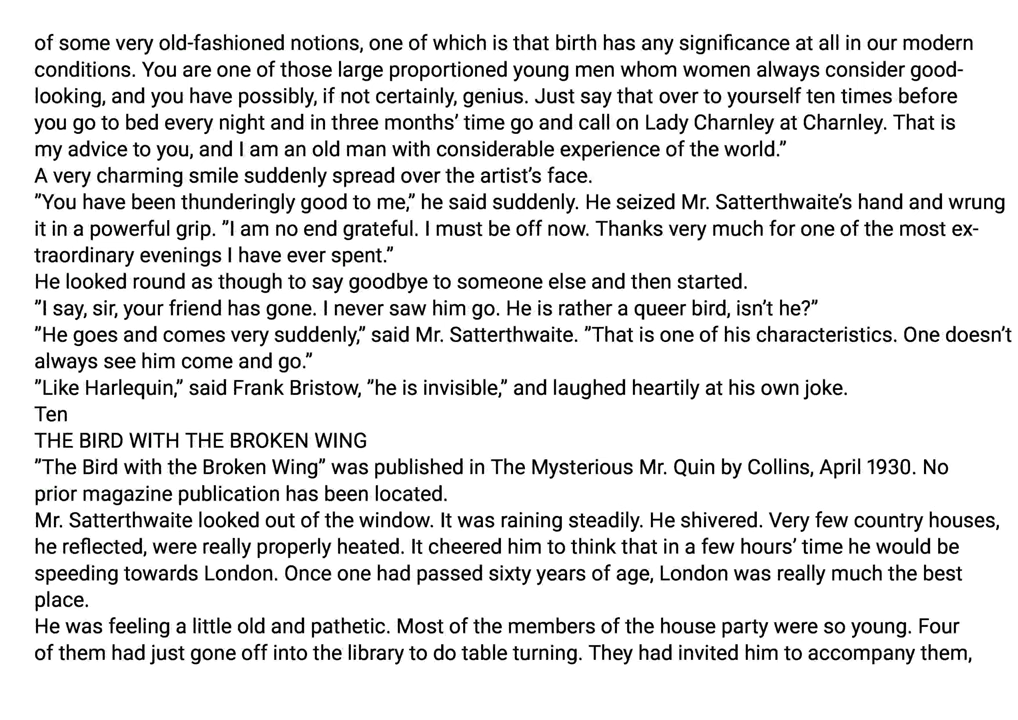 of some very old-fashioned notions, one of which is that birth has any significance at all in our modern
conditions. You are one of those large proportioned young men whom women always consider good-
looking, and you have possibly, if not certainly, genius. Just say that over to yourself ten times before
you go to bed every night and in three months’ time go and call on Lady Charnley at Charnley. That is
my advice to you, and I am an old man with considerable experience of the world.”
A very charming smile suddenly spread over the artist’s face.
”You have been thunderingly good to me,” he said suddenly. He seized Mr. Satterthwaite’s hand and wrung
it in a powerful grip. ”I am no end grateful. I must be off now. Thanks very much for one of the most ex-
traordinary evenings I have ever spent.”
He looked round as though to say goodbye to someone else and then started.
”I say, sir, your friend has gone. I never saw him go. He is rather a queer bird, isn’t he?”
”He goes and comes very suddenly,” said Mr. Satterthwaite. ”That is one of his characteristics. One doesn’t
always see him come and go.”
”Like Harlequin,” said Frank Bristow, ”he is invisible,” and laughed heartily at his own joke.
Ten
THE BIRD WITH THE BROKEN WING
”The Bird with the Broken Wing” was published in The Mysterious Mr. Quin by Collins, April 1930. No
prior magazine publication has been located.
Mr. Satterthwaite looked out of the window. It was raining steadily. He shivered. Very few country houses,
he reflected, were really properly heated. It cheered him to think that in a few hours’ time he would be
speeding towards London. Once one had passed sixty years of age, London was really much the best
place.
He was feeling a little old and pathetic. Most of the members of the house party were so young. Four
of them had just gone off into the library to do table turning. They had invited him to accompany them,